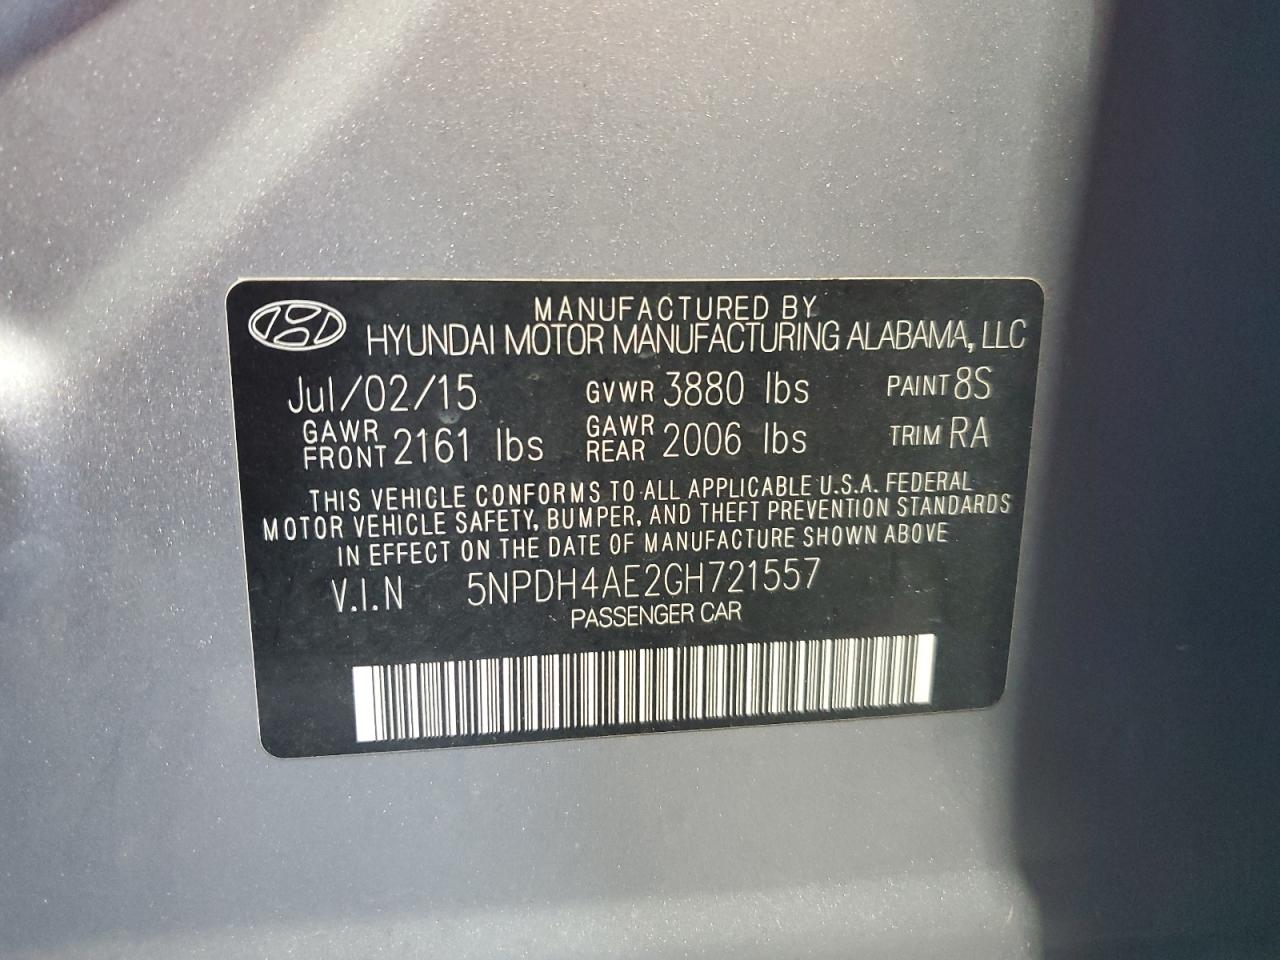 MANUFACTURED BY
HYUNDAI MOTOR MANUFACTURING ALABAMA, LLC
Jul/02/15 GVWR 3880 lbs PAINT 8S
GAWR FRONT 2161 lbs GAWR REAR 2006 lbs TRIM RA
THIS VEHICLE CONFORMS TO ALL APPLICABLE U.S.A. FEDERAL
MOTOR VEHICLE SAFETY, BUMPER, AND THEFT PREVENTION STANDARDS
IN EFFECT ON THE DATE OF MANUFACTURE SHOWN ABOVE
V.I.N 5NPDH4AE2GH721557
PASSENGER CAR